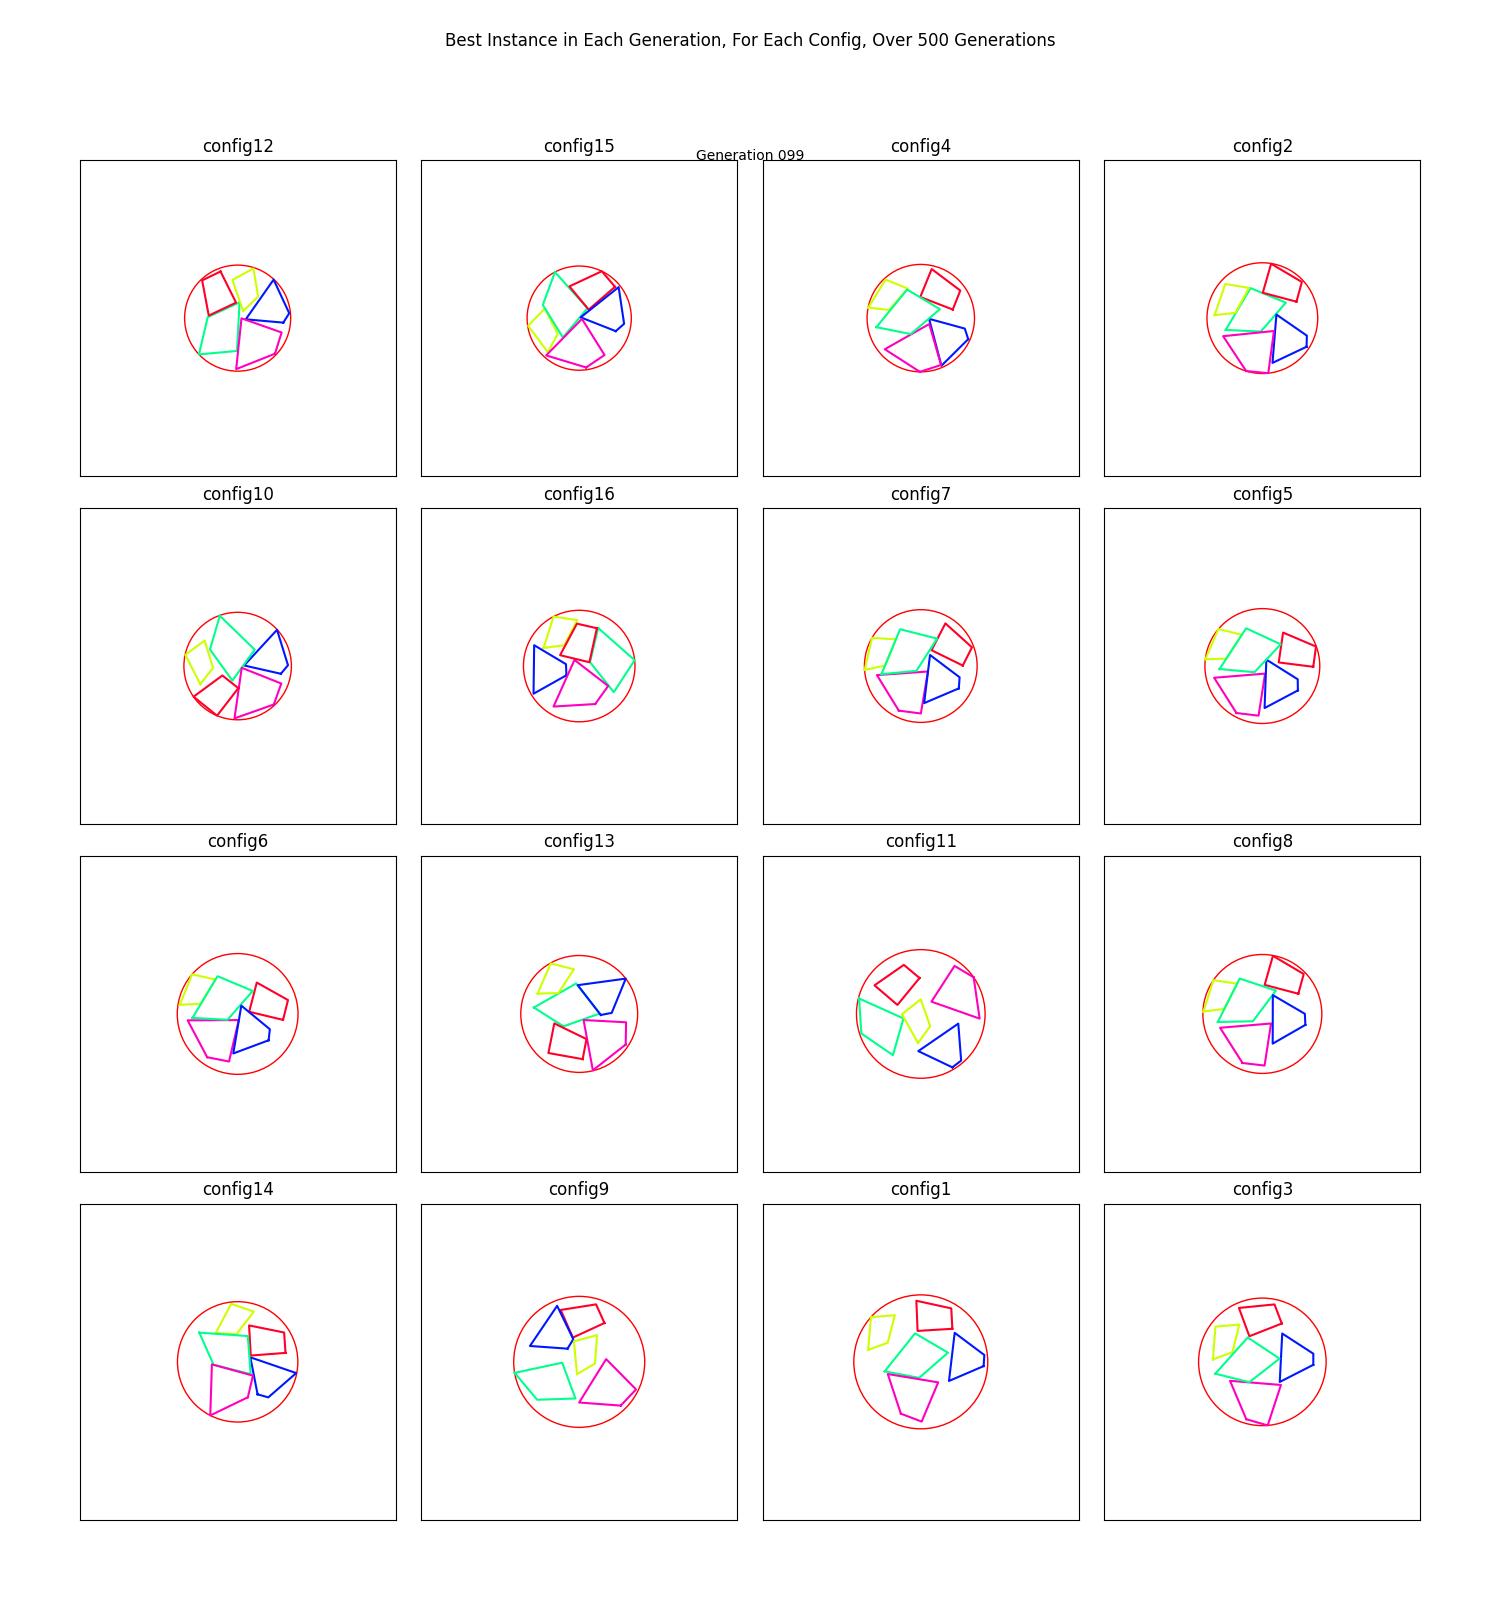 Best Instance in Each Generation, For Each Config, Over 500 Generations
Generation 099
config12
config15
config4
config2
config10
config16
config7
config5
config6
config13
config11
config8
config14
config9
config1
config3